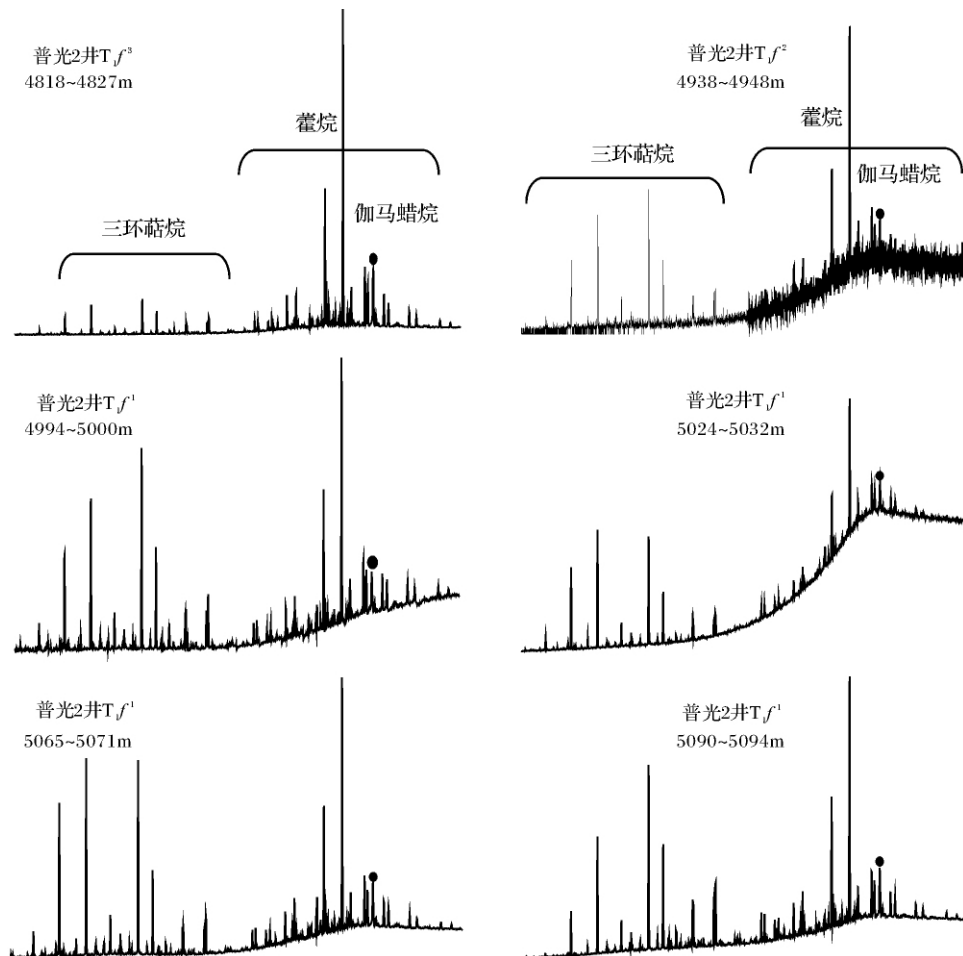 普光2井T₁f³
4818~4827m
藿烷
三环萜烷
伽马蜡烷
普光2井T₁f²
4938~4948m
藿烷
三环萜烷
伽马蜡烷
普光2井T₁f¹
4994~5000m
普光2井T₁f¹
5024~5032m
普光2井T₁f¹
5065~5071m
普光2井T₁f¹
5090~5094m